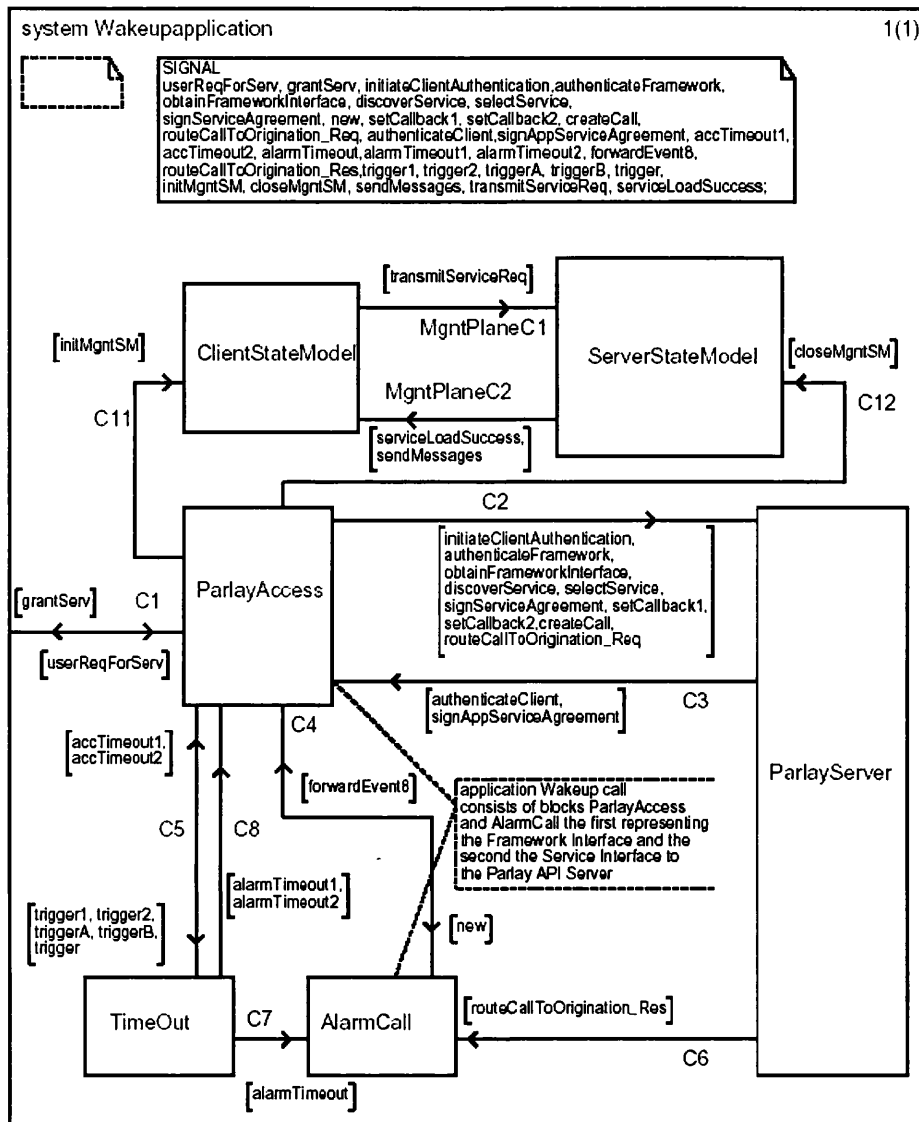 system Wakeupapplication
1(1)
SIGNAL
userReqForServ, grantServ, initiateClientAuthentication,authenticateFramework,
obtainFrameworkInterface, discoverService, selectService,
signServiceAgreement, new, setCallback1, setCallback2, createCall,
routeCallToOrigination_Req, authenticateClient,signAppServiceAgreement, accTimeout1,
accTimeout2, alarmTimeout,alarmTimeout1, alarmTimeout2, forwardEvent8,
routeCallToOrigination_Res,trigger1, trigger2, triggerA, triggerB, trigger,
initMgntSM, closeMgntSM, sendMessages, transmitServiceReq, serviceLoadSuccess;
[transmitServiceReq]
MgntPlaneC1
[initMgntSM]
ClientStateModel
ServerStateModel
[closeMgntSM]
MgntPlaneC2
C11
C12
[serviceLoadSuccess,
sendMessages]
C2
[initiateClientAuthentication,
authenticateFramework,
obtainFrameworkInterface,
discoverService, selectService,
signServiceAgreement, setCallback1,
setCallback2,createCall,
routeCallToOrigination_Req]
ParlayAccess
[grantServ]
C1
[userReqForServ]
C3
[authenticateClient,
signAppServiceAgreement]
C4
[accTimeout1,
accTimeout2]
[forwardEvent8]
ParlayServer
application Wakeup call
consists of blocks ParlayAccess
and AlarmCall the first representing
the Framework Interface and the
second the Service Interface to
the Parlay API Server
C5
C8
[alarmTimeout1,
alarmTimeout2]
[trigger1, trigger2,
triggerA, triggerB,
trigger]
[new]
TimeOut
C7
AlarmCall
[routeCallToOrigination_Res]
C6
[alarmTimeout]